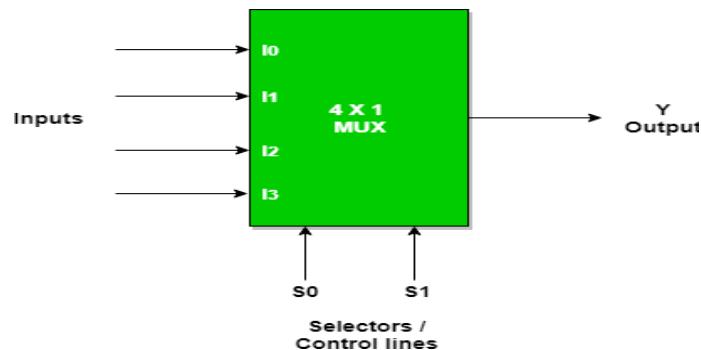 I0
I1
Inputs
4 X 1
MUX
Y
Output
I2
I3
S0
S1
Selectors /
Control lines